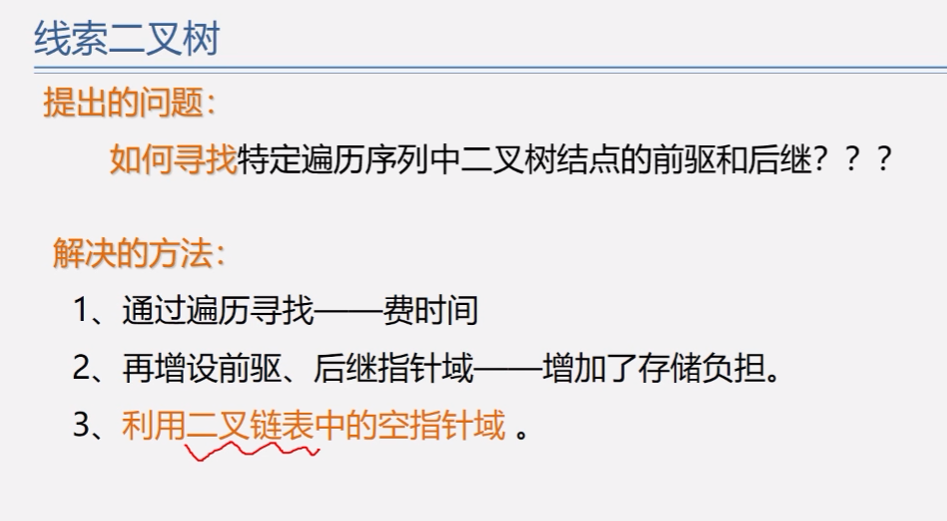 线索二叉树
提出的问题：
如何寻找特定遍历序列中二叉树结点的前驱和后继？？？
解决的方法：
1、通过遍历寻找——费时间
2、再增设前驱、后继指针域——增加了存储负担。
3、利用二叉链表中的空指针域 。